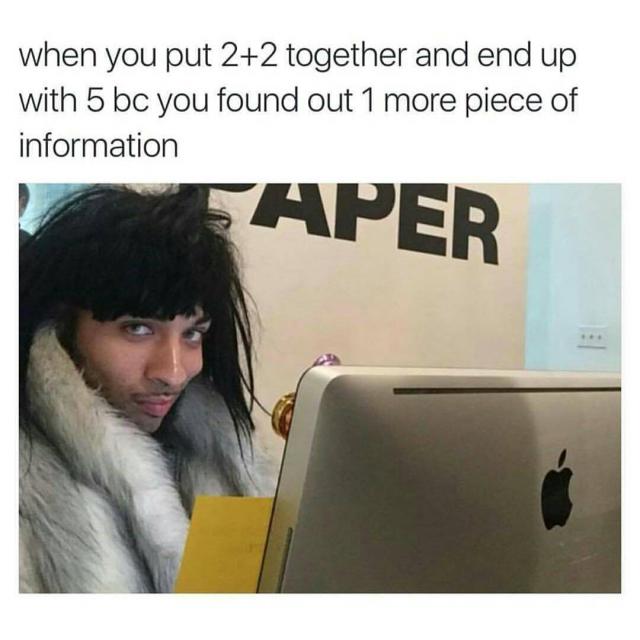 when you put 2+2 together and end up
with 5 bc you found out 1 more piece of
information
APER